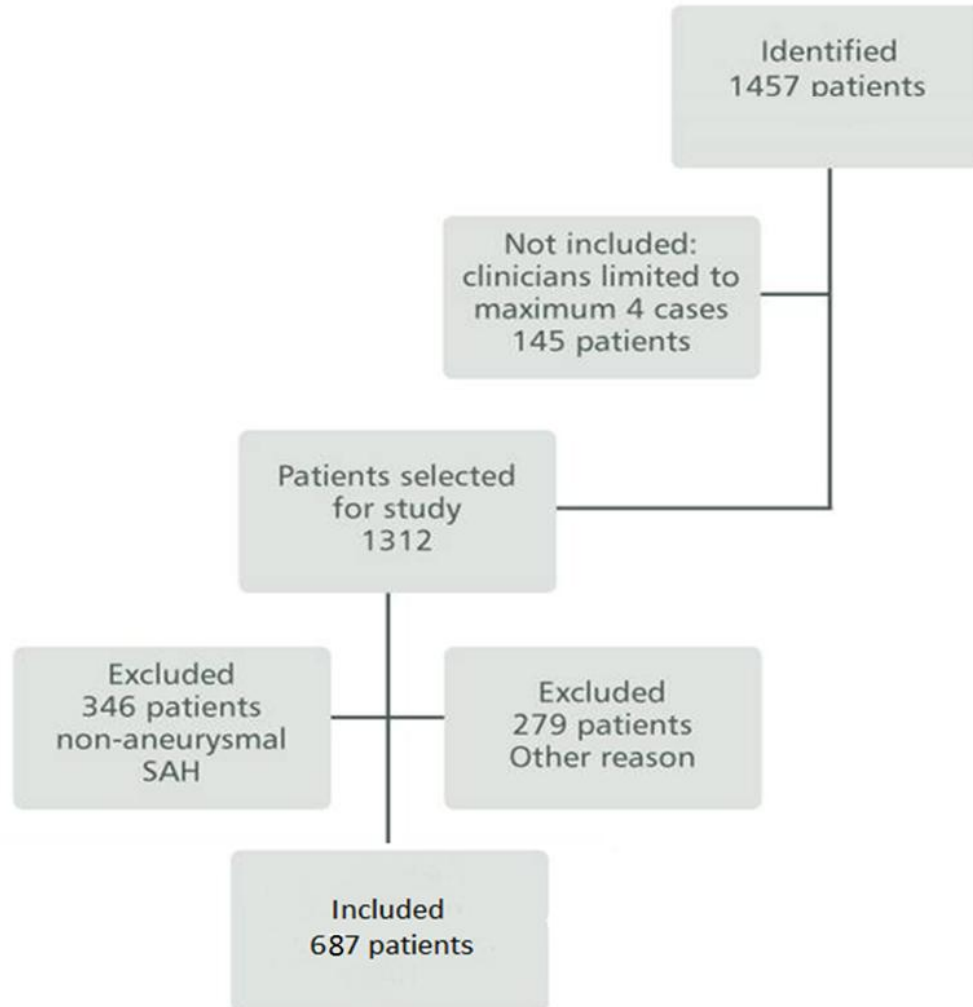 Identified
1457 patients
Not included:
clinicians limited to
maximum 4 cases
145 patients
Patients selected
for study
1312
Excluded
346 patients
non-aneurysmal
SAH
Excluded
279 patients
Other reason
Included
687 patients